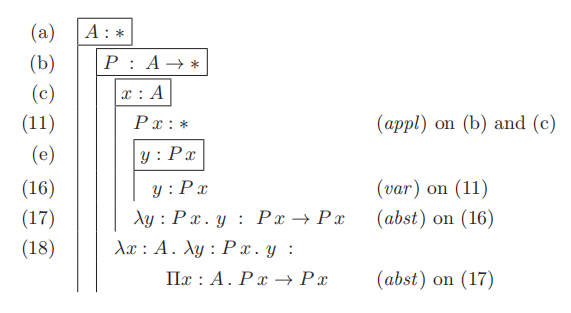 (a) A : ∗
(b) P : A → ∗
(c) x : A
(11) P x : ∗ (appl) on (b) and (c)
(e) y : P x
(16) y : P x (var) on (11)
(17) λy : P x . y : P x → P x (abst) on (16)
(18) λx : A . λy : P x . y :
Πx : A . P x → P x (abst) on (17)